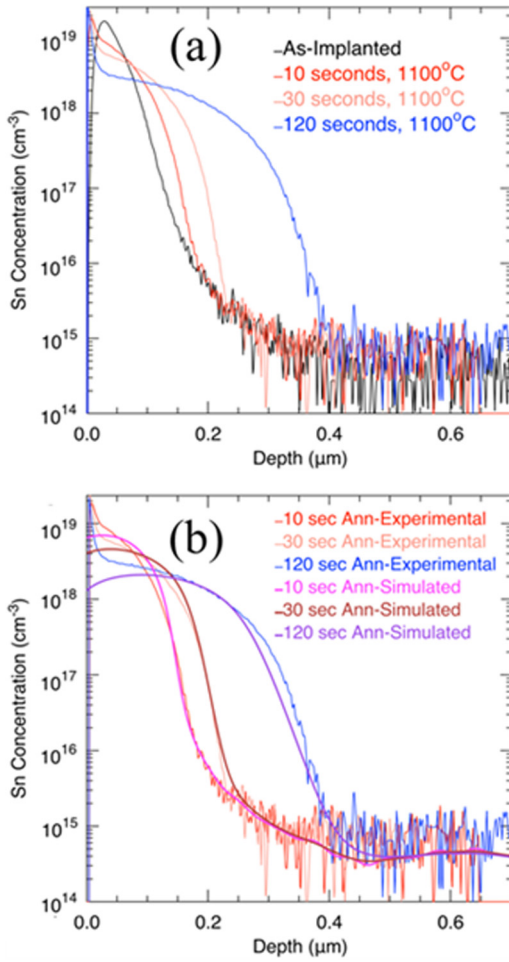 (a)
–As-Implanted
–10 seconds, 1100°C
–30 seconds, 1100°C
–120 seconds, 1100°C
10¹⁹
10¹⁸
10¹⁷
10¹⁶
10¹⁵
10¹⁴
Sn Concentration (cm⁻³)
0.0 0.2 0.4 0.6
Depth (μm)
(b)
–10 sec Ann-Experimental
–30 sec Ann-Experimental
–120 sec Ann-Experimental
–10 sec Ann-Simulated
–30 sec Ann-Simulated
–120 sec Ann-Simulated
10¹⁹
10¹⁸
10¹⁷
10¹⁶
10¹⁵
10¹⁴
Sn Concentration (cm⁻³)
0.0 0.2 0.4 0.6
Depth (μm)